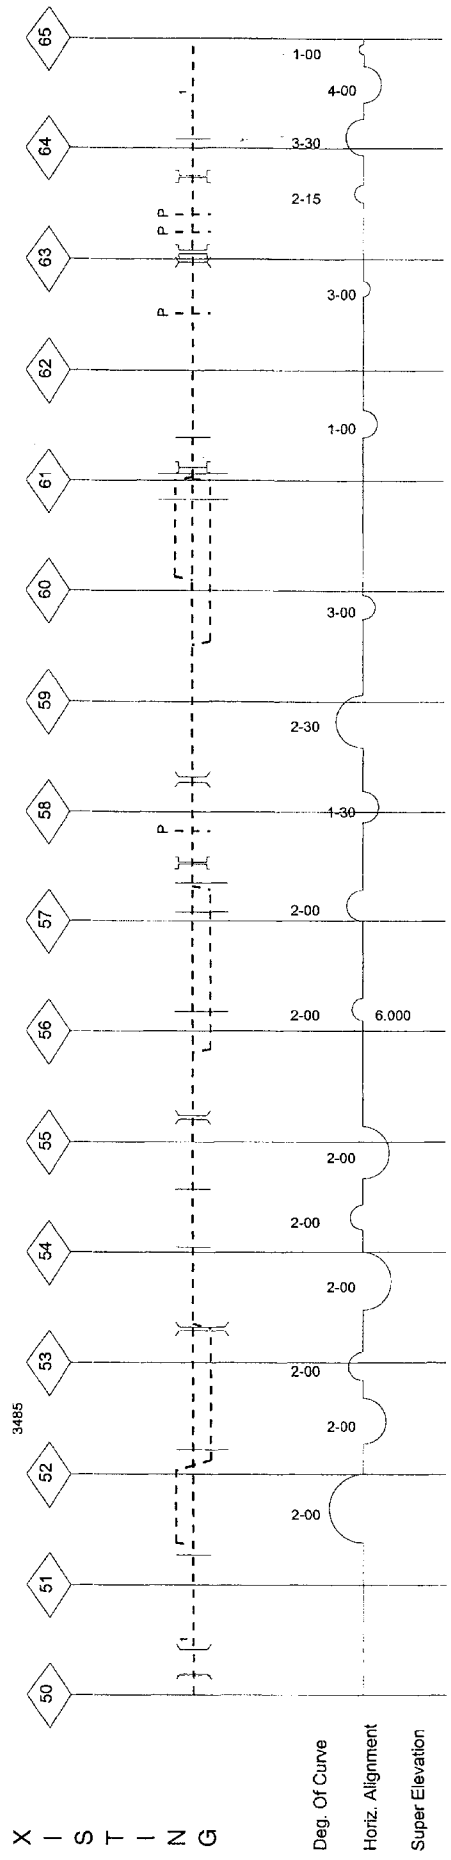 X I S T I N G
50 51 52 53 54 55 56 57 58 59 60 61 62 63 64 65
3485
1 P P P P 1
Deg. Of Curve
2-00 2-00 2-00 2-00 2-00 2-00 2-00 2-00 1-30 2-30 3-00 1-00 3-00 2-15 3-30 4-00 1-00
Horiz. Alignment
6.000
Super Elevation